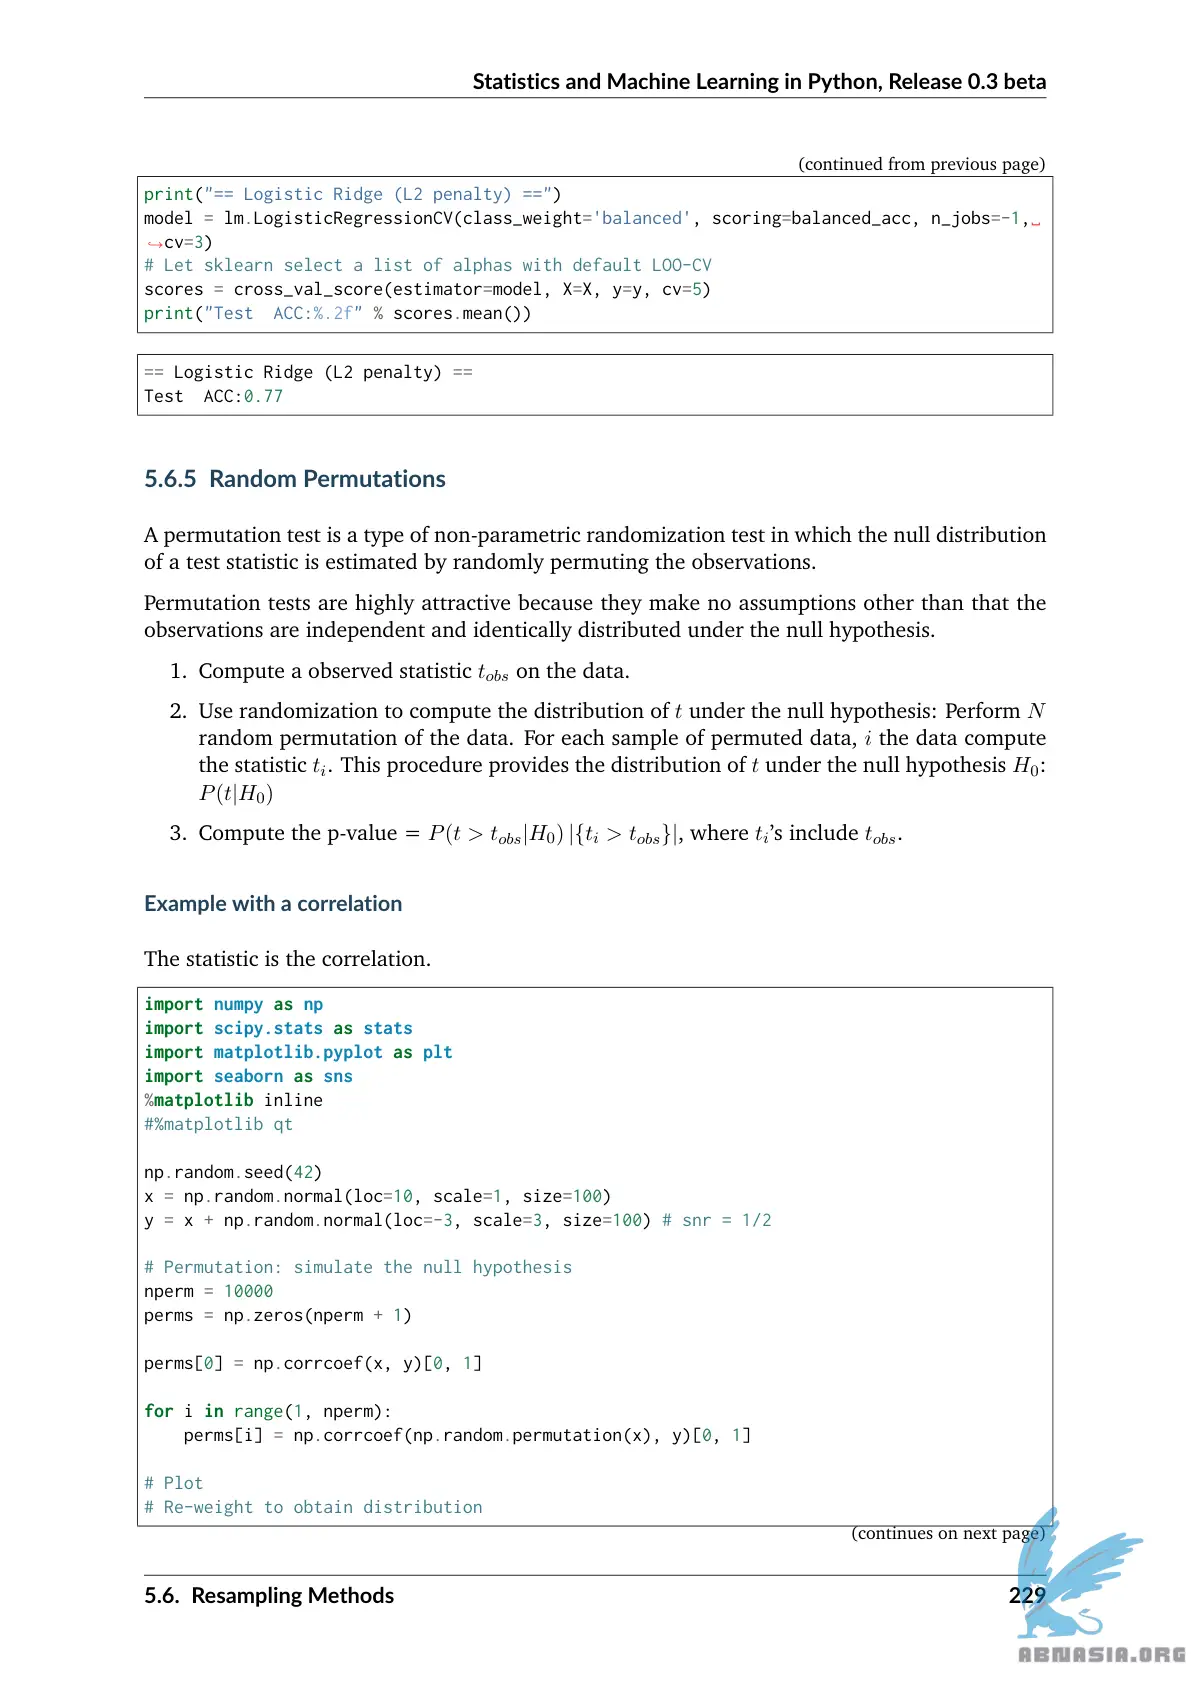 Statistics and Machine Learning in Python, Release 0.3 beta
(continued from previous page)
print("== Logistic Ridge (L2 penalty) ==")
model = lm.LogisticRegressionCV(class_weight='balanced', scoring=balanced_acc, n_jobs=-1,␣
↪cv=3)
# Let sklearn select a list of alphas with default LOO-CV
scores = cross_val_score(estimator=model, X=X, y=y, cv=5)
print("Test  ACC:%.2f" % scores.mean())
== Logistic Ridge (L2 penalty) ==
Test  ACC:0.77
5.6.5 Random Permutations
A permutation test is a type of non-parametric randomization test in which the null distribution
of a test statistic is estimated by randomly permuting the observations.
Permutation tests are highly attractive because they make no assumptions other than that the
observations are independent and identically distributed under the null hypothesis.
1. Compute a observed statistic t_obs on the data.
2. Use randomization to compute the distribution of t under the null hypothesis: Perform N
random permutation of the data. For each sample of permuted data, i the data compute
the statistic t_i. This procedure provides the distribution of t under the null hypothesis H_0:
P(t|H_0)
3. Compute the p-value = P(t > t_obs|H_0) |{t_i > t_obs}|, where t_i's include t_obs.
Example with a correlation
The statistic is the correlation.
import numpy as np
import scipy.stats as stats
import matplotlib.pyplot as plt
import seaborn as sns
%matplotlib inline
#%matplotlib qt
np.random.seed(42)
x = np.random.normal(loc=10, scale=1, size=100)
y = x + np.random.normal(loc=-3, scale=3, size=100) # snr = 1/2
# Permutation: simulate the null hypothesis
nperm = 10000
perms = np.zeros(nperm + 1)
perms[0] = np.corrcoef(x, y)[0, 1]
for i in range(1, nperm):
    perms[i] = np.corrcoef(np.random.permutation(x), y)[0, 1]
# Plot
# Re-weight to obtain distribution
(continues on next page)
5.6. Resampling Methods 229
ABNASIA.ORG